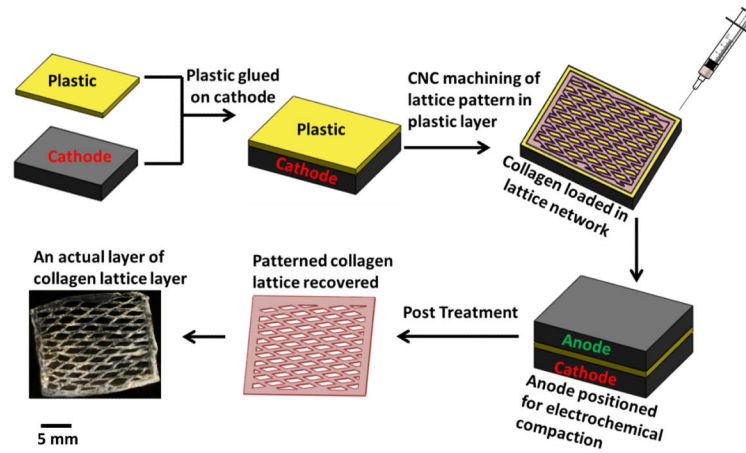 Plastic
Cathode
Plastic glued
on cathode
Plastic
Cathode
CNC machining of
lattice pattern in
plastic layer
Collagen loaded in
lattice network
Anode
Cathode
Anode positioned
for electrochemical
compaction
Post Treatment
Patterned collagen
lattice recovered
An actual layer of
collagen lattice layer
5 mm